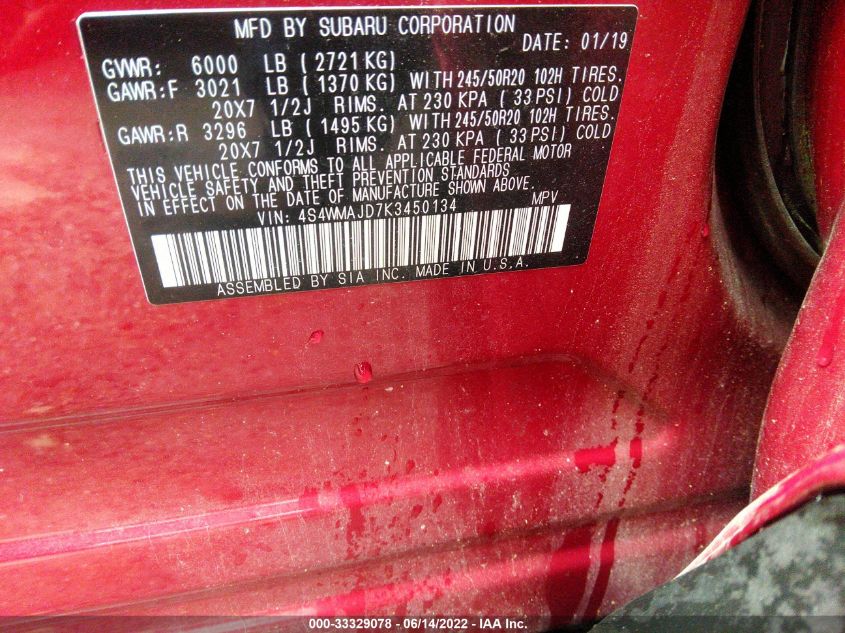 MFD BY SUBARU CORPORATION
DATE: 01/19
GVWR: 6000 LB (2721 KG)
GAWR:F 3021 LB (1370 KG) WITH 245/50R20 102H TIRES.
20X7 1/2J RIMS. AT 230 KPA (33 PSI) COLD
GAWR:R 3296 LB (1495 KG) WITH 245/50R20 102H TIRES.
20X7 1/2J RIMS. AT 230 KPA (33 PSI) COLD
THIS VEHICLE CONFORMS TO ALL APPLICABLE FEDERAL MOTOR
VEHICLE SAFETY AND THEFT PREVENTION STANDARDS
IN EFFECT ON THE DATE OF MANUFACTURE SHOWN ABOVE.
VIN: 4S4WMAJD7K3450134 MPV
ASSEMBLED BY SIA INC. MADE IN U.S.A.
000-33329078 - 06/14/2022 - IAA Inc.